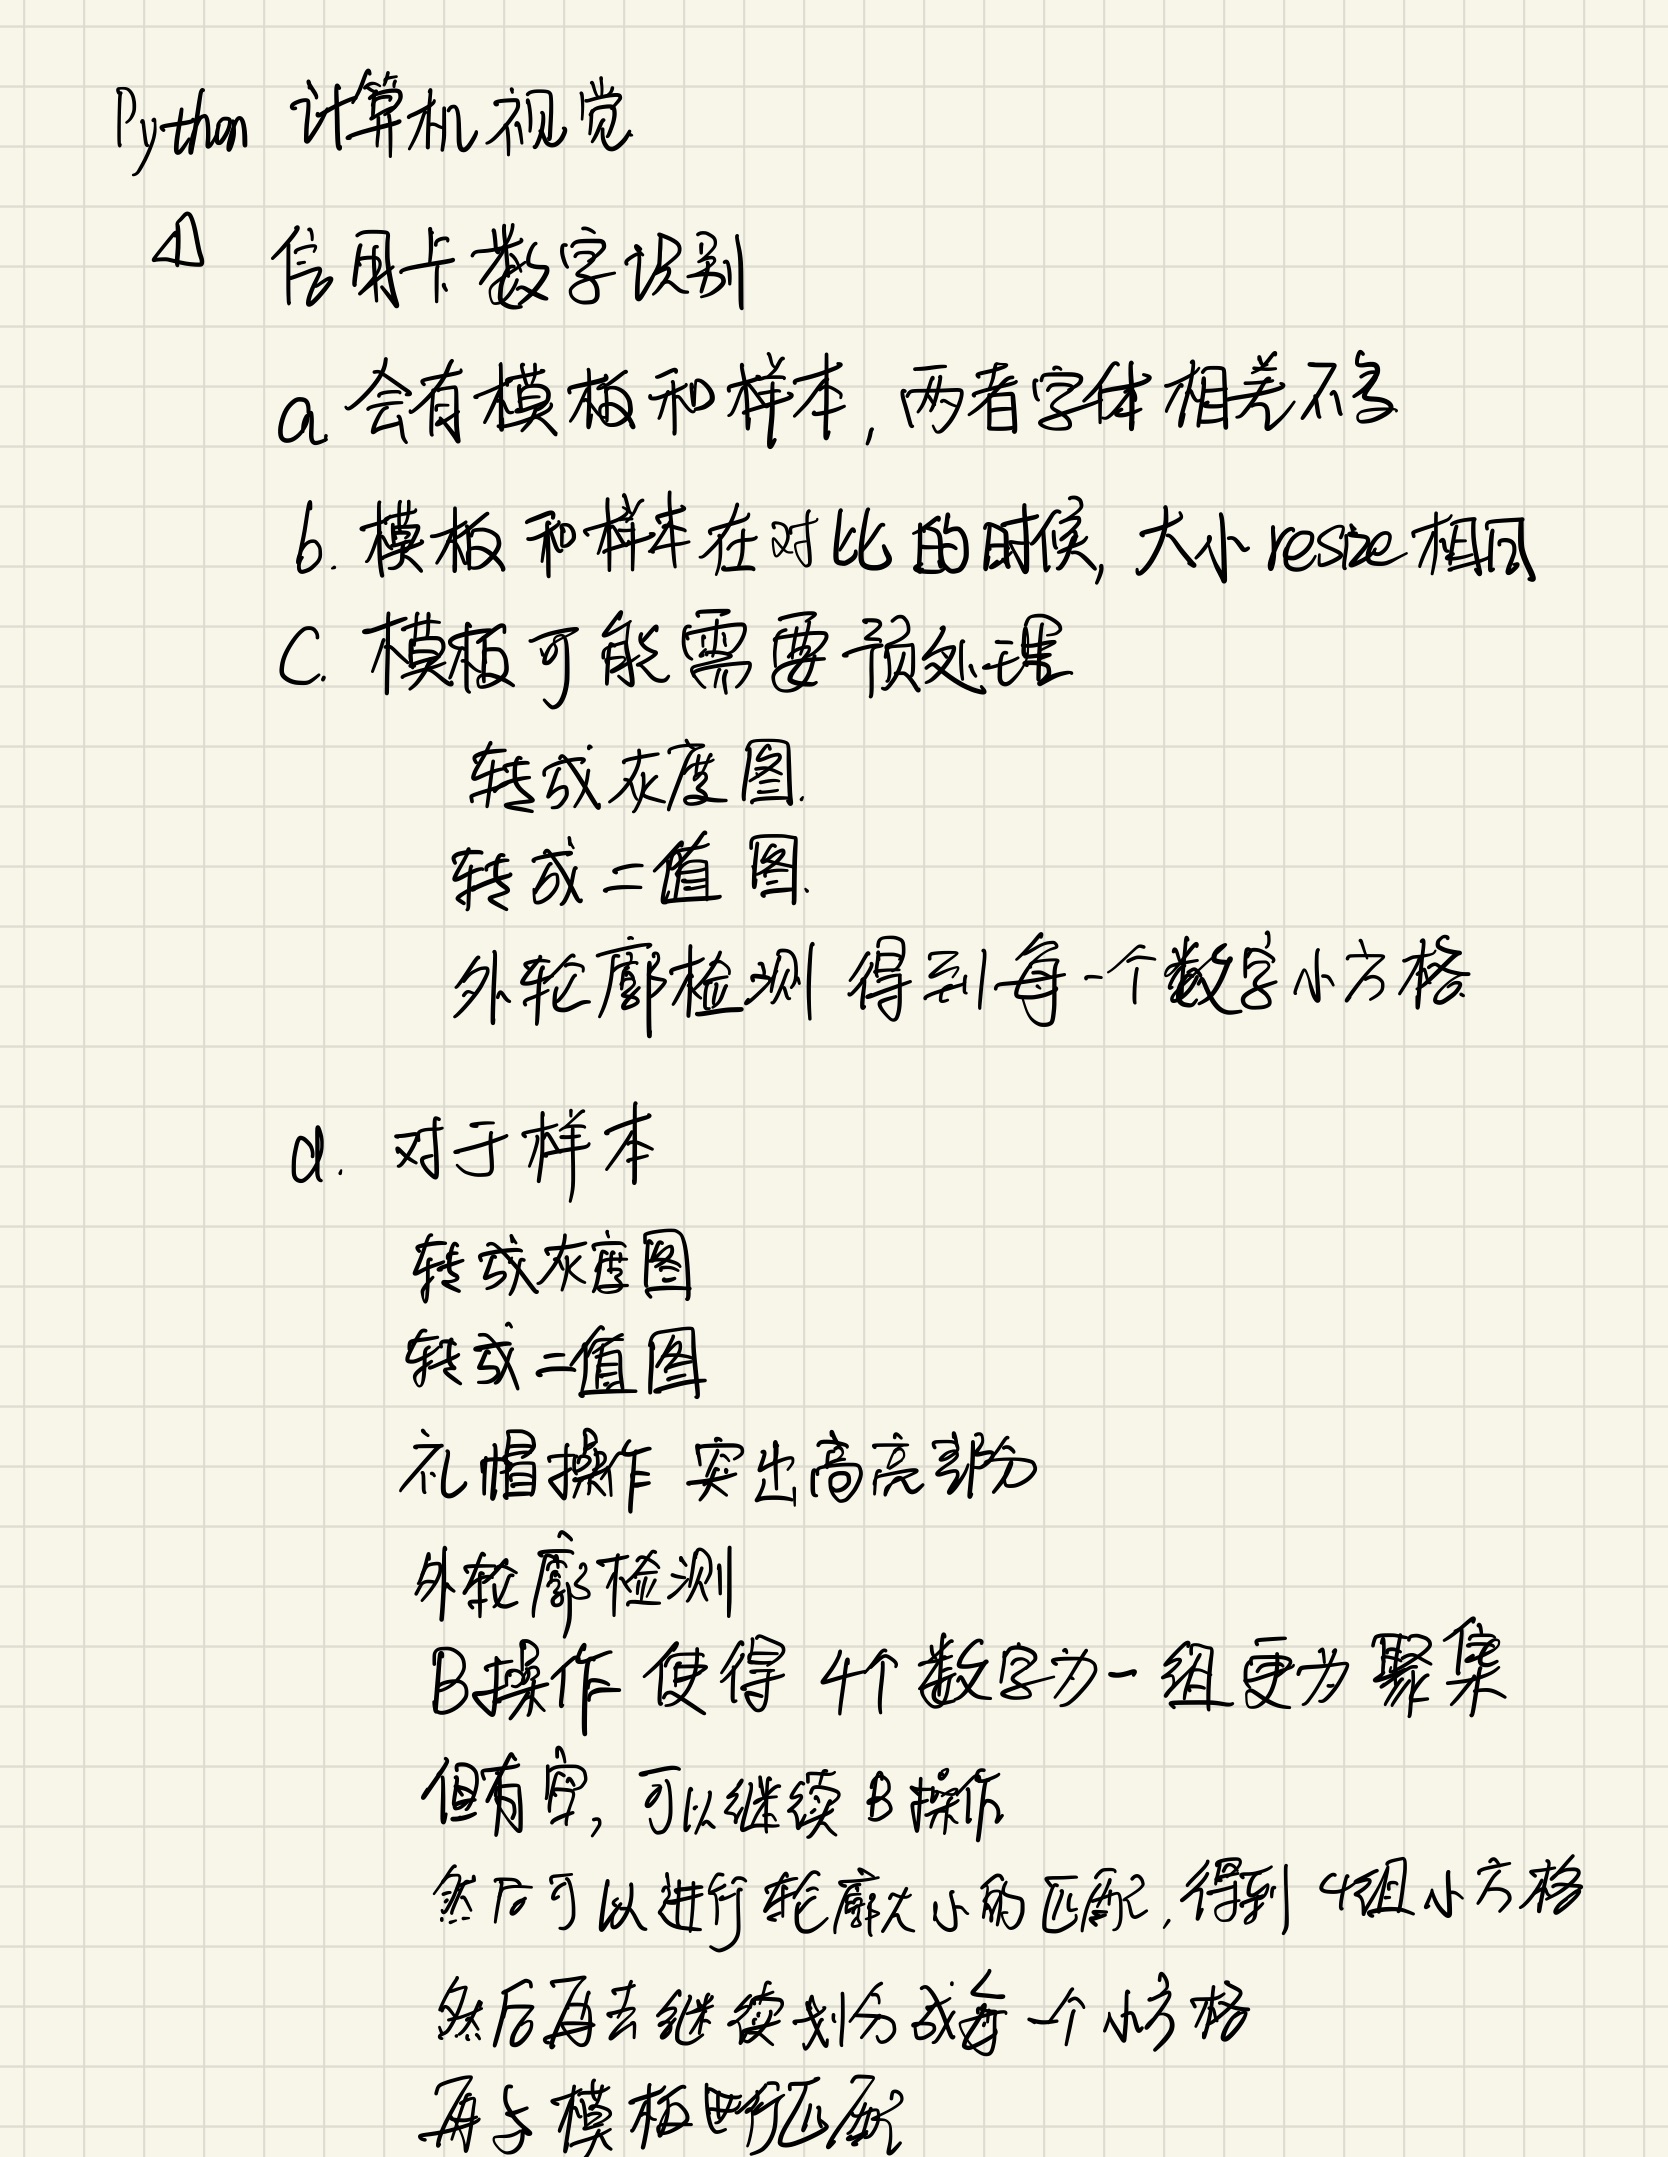 Python 计算机视觉
① 信用卡数字识别
a. 会有模板和样本,两者字体相差不多
b. 模板和样本在对比的时候,大小resize相同
c. 模板可能需要预处理
转成灰度图.
转成二值图.
外轮廓检测 得到每一个数字小方格
d. 对于样本
转成灰度图
转成二值图
礼帽操作 突出高亮部分
外轮廓检测
B操作 使得 4个数字为一组更为聚集
但有空,可以继续B操作
然后可以进行轮廓大小的匹配,得到4组小方格
然后再去继续划分成每一个小方格
再与模板进行匹配